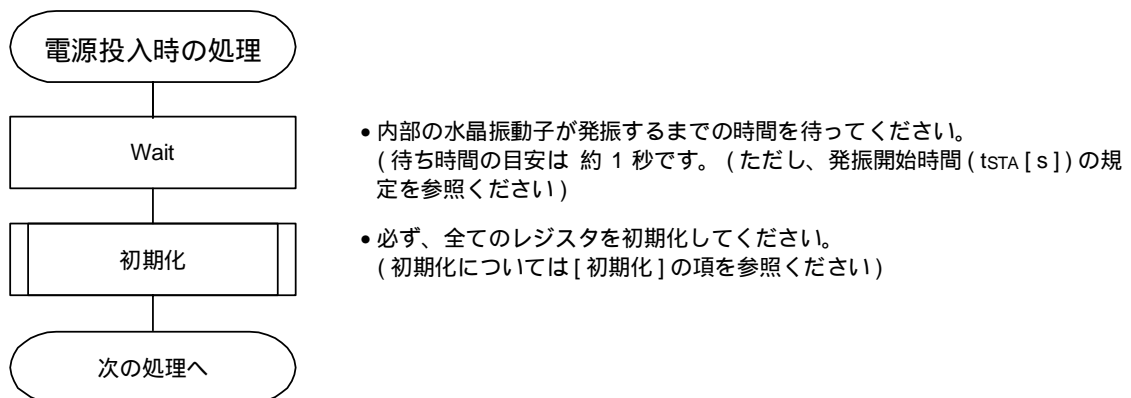 電源投入時の処理
Wait
• 内部の水晶振動子が発振するまでの時間を待ってください。
( 待ち時間の目安は 約 1 秒です。 ( ただし、発振開始時間 ( tSTA [ s ] ) の規
定を参照ください )
初期化
• 必ず、全てのレジスタを初期化してください。
( 初期化については [ 初期化 ] の項を参照ください )
次の処理へ